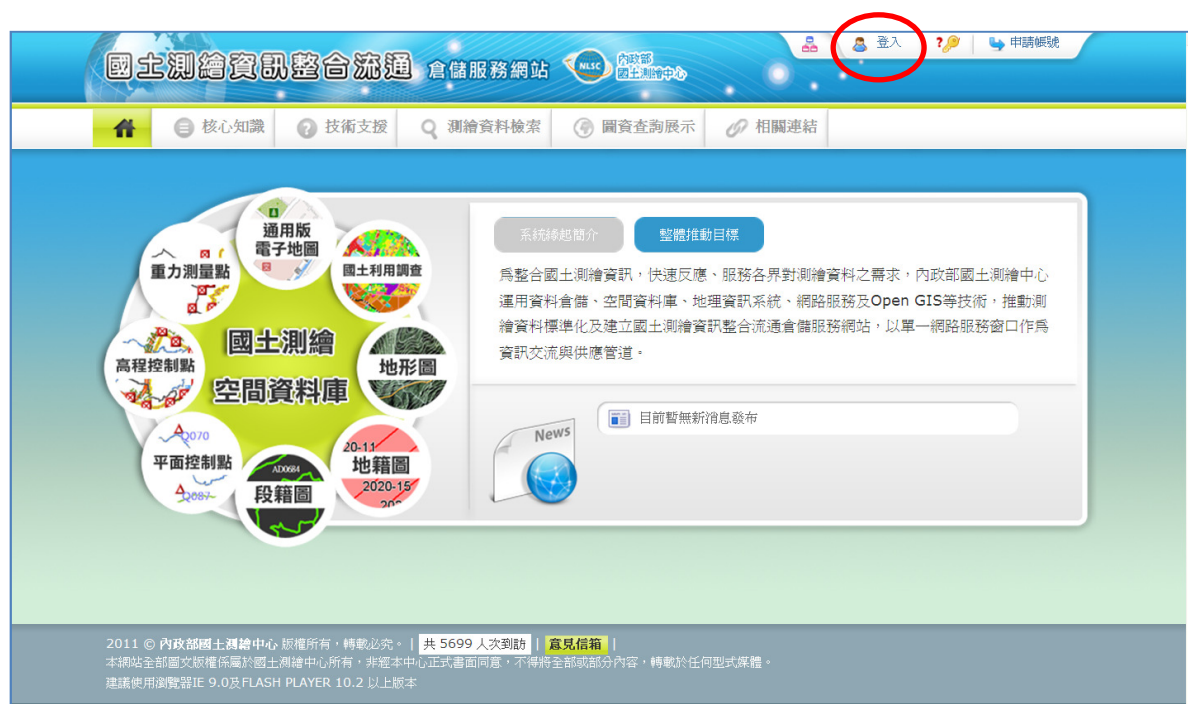 國土測繪資訊整合流通 倉儲服務網站 NLSC 內政部
國土測繪中心
登入 ? 申請帳號
核心知識 技術支援 測繪資料檢索 圖資查詢展示 相關連結
通用版
電子地圖
國土利用調查
地形圖
地籍圖
20-11
2020-15
202
段籍圖
AD0684
平面控制點
Q070
Q087
高程控制點
重力測量點
國土測繪
空間資料庫
系統緣起簡介 整體推動目標
為整合國土測繪資訊，快速反應、服務各界對測繪資料之需求，內政部國土測繪中心
運用資料倉儲、空間資料庫、地理資訊系統、網路服務及Open GIS等技術，推動測
繪資料標準化及建立國土測繪資訊整合流通倉儲服務網站，以單一網路服務窗口作為
資訊交流與供應管道。
News
目前暫無新消息發布
2011 © 內政部國土測繪中心 版權所有，轉載必究。 | 共 5699 人次到訪 | 意見信箱 |
本網站全部圖文版權係屬於國土測繪中心所有，非經本中心正式書面同意，不得將全部或部分內容，轉載於任何型式媒體。
建議使用瀏覽器IE 9.0及FLASH PLAYER 10.2 以上版本